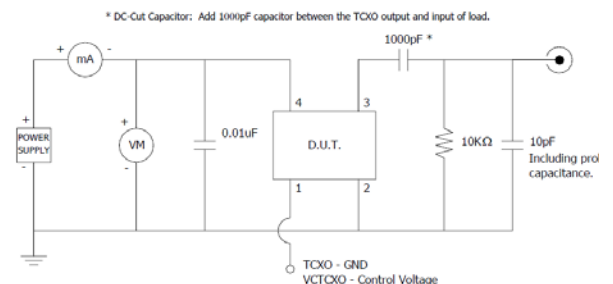 * DC-Cut Capacitor: Add 1000pF capacitor between the TCXO output and input of load.
1000pF *
+ mA -
4 3
+
POWER
SUPPLY
-
+
VM
-
0.01uF
D.U.T.
10KΩ
10pF
Including
capacitance.
1 2
TCXO - GND
VCTCXO - Control Voltage